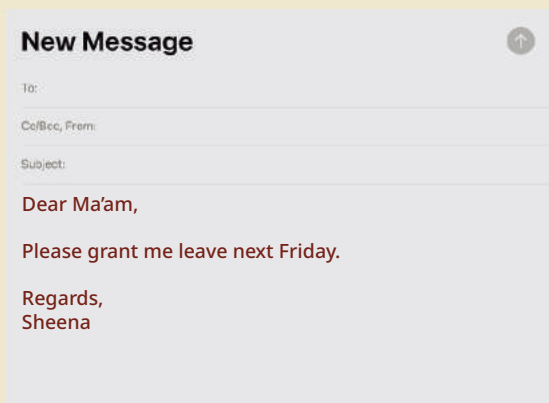 New Message
To:
Cc/Bcc, From:
Subject:
Dear Ma'am,
Please grant me leave next Friday.
Regards,
Sheena